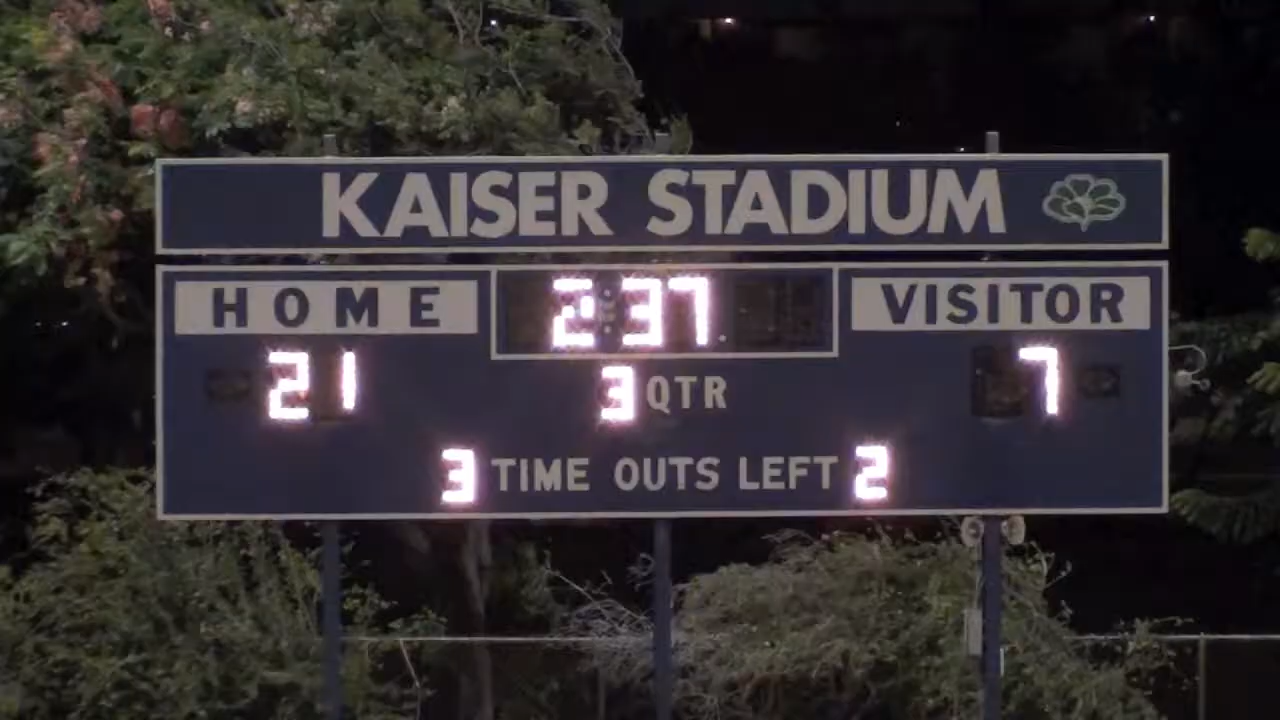 KAISER STADIUM
HOME 2:37 VISITOR
21 3 QTR 7
3 TIME OUTS LEFT 2